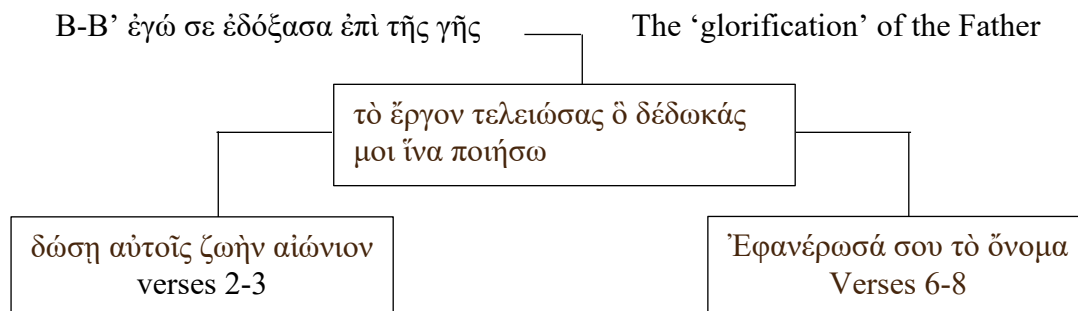 B-B’ ἐγώ σε ἐδόξασα ἐπὶ τῆς γῆς The ‘glorification’ of the Father
τὸ ἔργον τελειώσας ὃ δέδωκάς
μοι ἵνα ποιήσω
δώσῃ αὐτοῖς ζωὴν αἰώνιον
verses 2-3
Ἐφανέρωσά σου τὸ ὄνομα
Verses 6-8